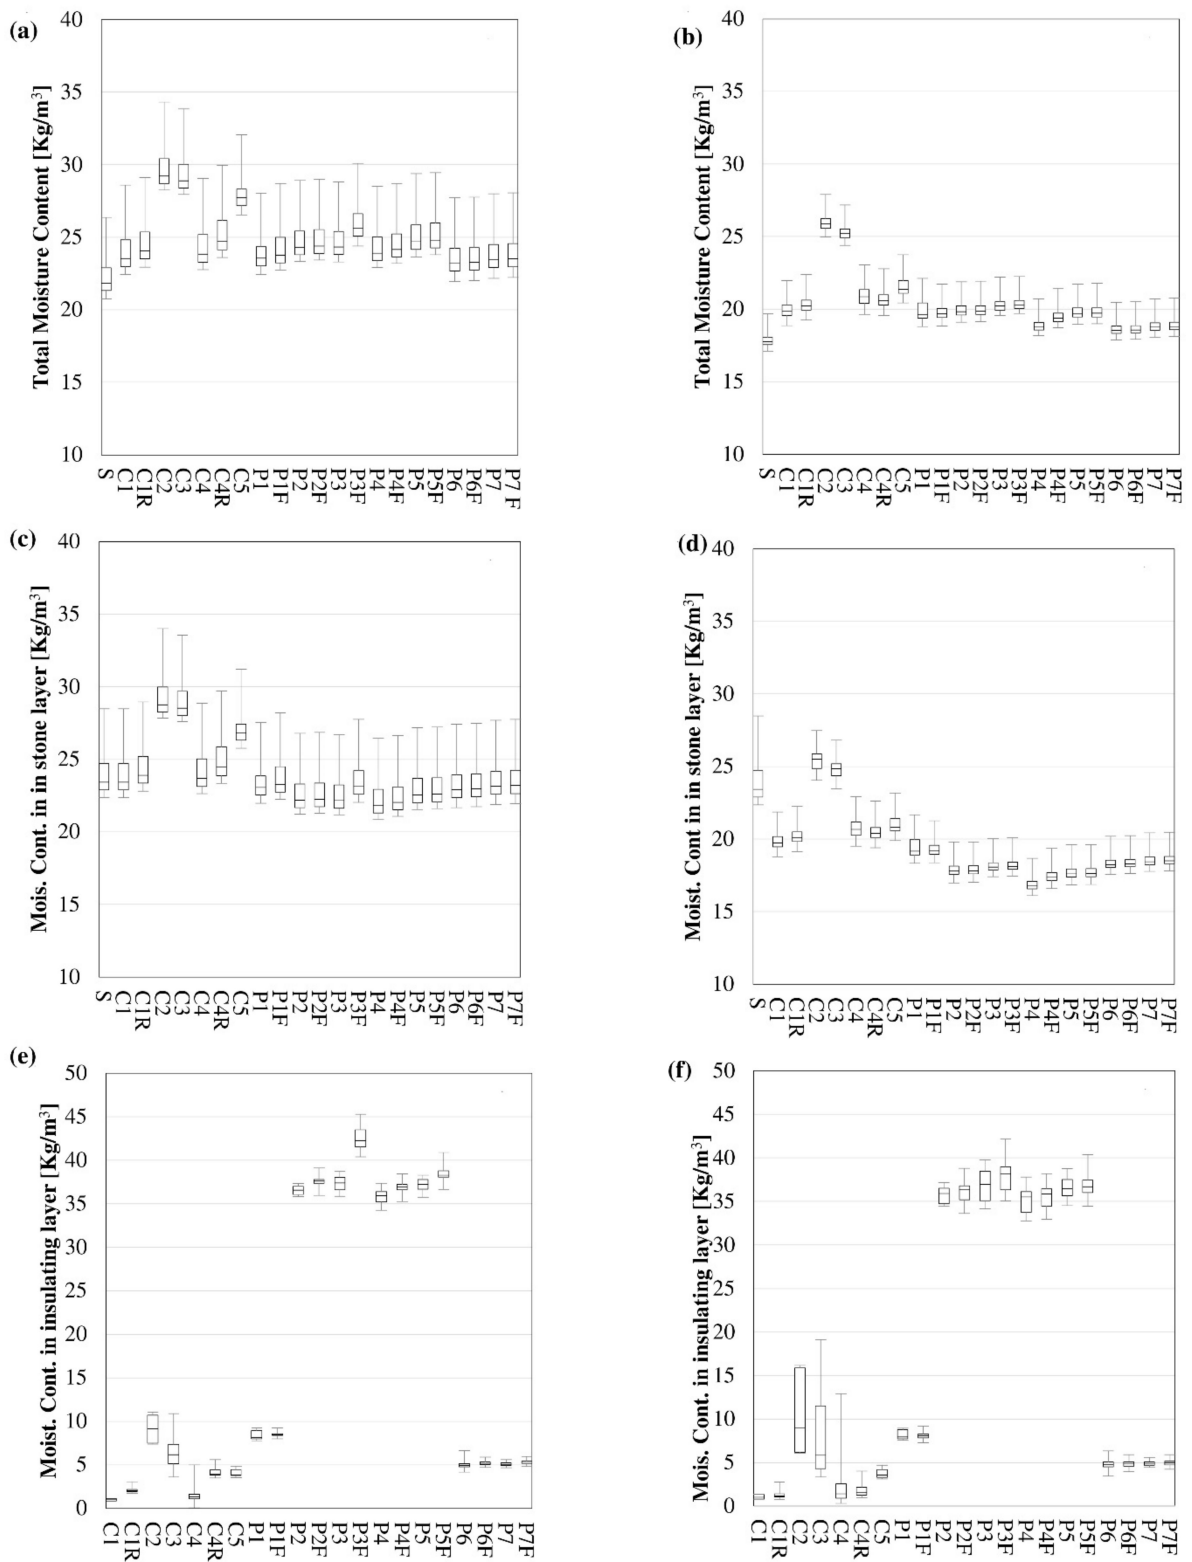 (a)
Total Moisture Content [Kg/m³]
40
35
30
25
20
15
10
S C1 C1R C2 C3 C4 C4R C5 P1 P1F P2 P2F P3 P3F P4 P4F P5 P5F P6 P6F P7 P7 F
(b)
Total Moisture Content [Kg/m³]
40
35
30
25
20
15
10
S C1 C1R C2 C3 C4 C4R C5 P1 P1F P2 P2F P3 P3F P4 P4F P5 P5F P6 P6F P7 P7F
(c)
Mois. Cont. in stone layer [Kg/m³]
40
35
30
25
20
15
10
S C1 C1R C2 C3 C4 C4R C5 P1 P1F P2 P2F P3 P3F P4 P4F P5 P5F P6 P6F P7 P7F
(d)
Moist. Cont in in stone layer [Kg/m³]
40
35
30
25
20
15
10
S C1 C1R C2 C3 C4 C4R C5 P1 P1F P2 P2F P3 P3F P4 P4F P5 P5F P6 P6F P7 P7F
(e)
Moist. Cont. in insulating layer [Kg/m³]
50
45
40
35
30
25
20
15
10
5
0
C1 C1R C2 C3 C4 C4R C5 P1 P1F P2 P2F P3 P3F P4 P4F P5 P5F P6 P6F P7 P7F
(f)
Mois. Cont. in insulating layer [Kg/m³]
50
45
40
35
30
25
20
15
10
5
0
C1 C1R C2 C3 C4 C4R C5 P1 P1F P2 P2F P3 P3F P4 P4F P5 P5F P6 P6F P7 P7F